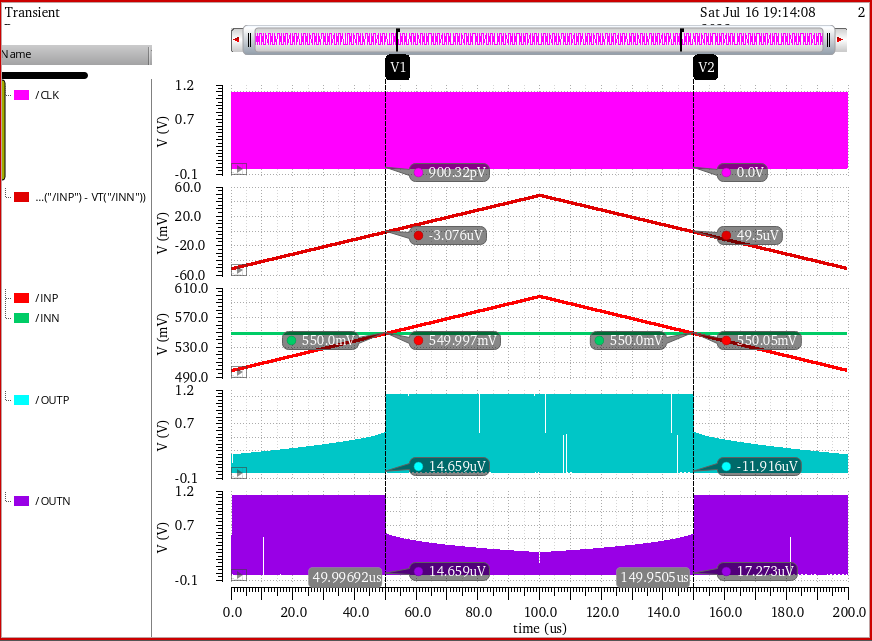 Transient
Sat Jul 16 19:14:08
2
Name
V1
V2
/CLK
1.2
0.7
-0.1
V (V)
900.32pV
0.0V
...("/INP") - VT("/INN"))
60.0
20.0
-20.0
-60.0
V (mV)
-3.076uV
49.5uV
/INP
/INN
610.0
570.0
530.0
490.0
V (mV)
550.0mV
549.997mV
550.0mV
550.05mV
/OUTP
1.2
0.7
-0.1
V (V)
14.659uV
-11.916uV
/OUTN
1.2
0.7
-0.1
V (V)
49.99692us
14.659uV
149.9505us
17.273uV
0.0 20.0 40.0 60.0 80.0 100.0 120.0 140.0 160.0 180.0 200.0
time (us)